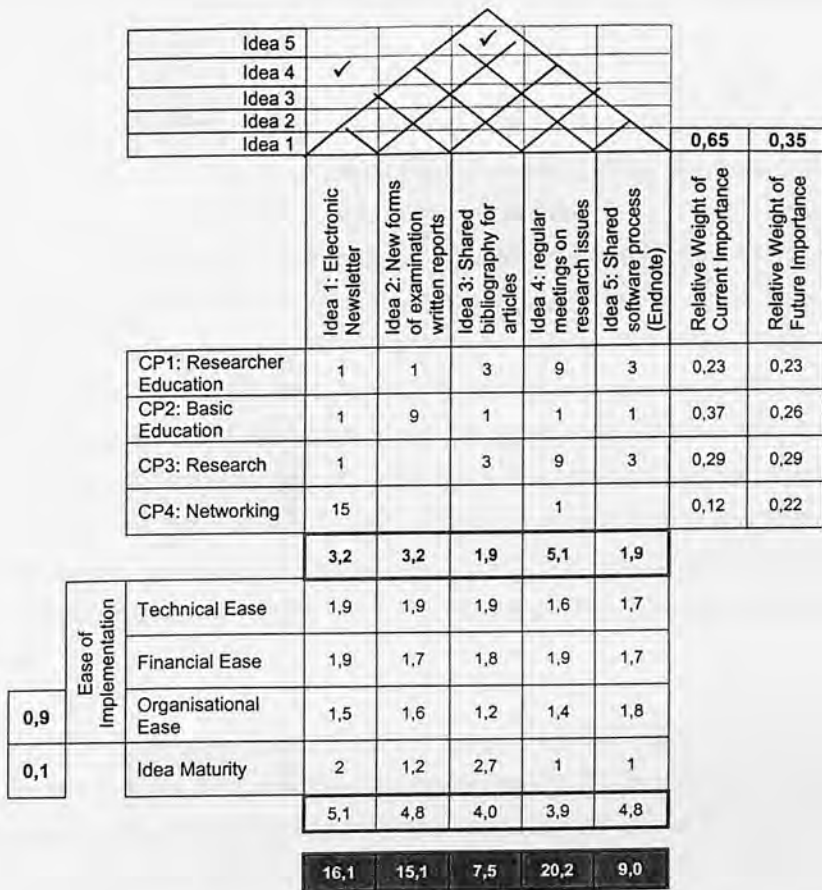 Idea 5 ✓
Idea 4 ✓
Idea 3
Idea 2
Idea 1 0,65 0,35
Idea 1: Electronic
Newsletter
Idea 2: New forms
of examination
written reports
Idea 3: Shared
bibliography for
articles
Idea 4: regular
meetings on
research issues
Idea 5: Shared
software process
(Endnote)
Relative Weight of
Current Importance
Relative Weight of
Future Importance
CP1: Researcher
Education 1 1 3 9 3 0,23 0,23
CP2: Basic
Education 1 9 1 1 1 0,37 0,26
CP3: Research 1 3 9 3 0,29 0,29
CP4: Networking 15 1 0,12 0,22
3,2 3,2 1,9 5,1 1,9
Ease of
Implementation
Technical Ease 1,9 1,9 1,9 1,6 1,7
Financial Ease 1,9 1,7 1,8 1,9 1,7
0,9 Organisational
Ease 1,5 1,6 1,2 1,4 1,8
0,1 Idea Maturity 2 1,2 2,7 1 1
5,1 4,8 4,0 3,9 4,8
16,1 15,1 7,5 20,2 9,0